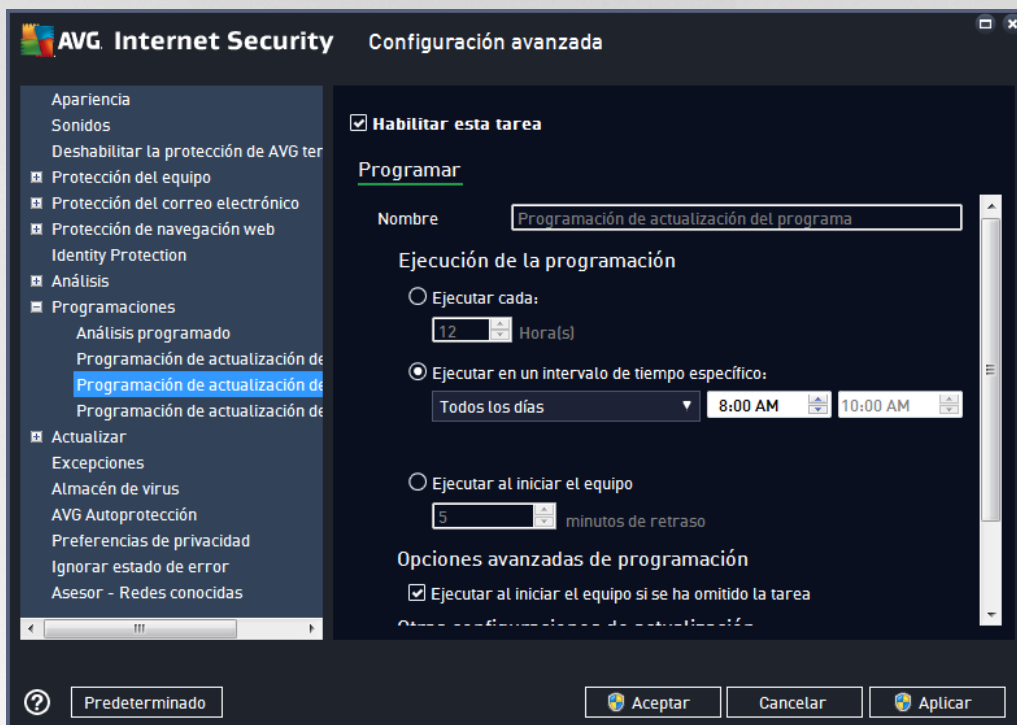 AVG. Internet Security Configuración avanzada
Apariencia
Sonidos
Deshabilitar la protección de AVG ter
Protección del equipo
Protección del correo electrónico
Protección de navegación web
Identity Protection
Análisis
Programaciones
Análisis programado
Programación de actualización de
Programación de actualización de
Programación de actualización de
Actualizar
Excepciones
Almacén de virus
AVG Autoprotección
Preferencias de privacidad
Ignorar estado de error
Asesor - Redes conocidas
Habilitar esta tarea
Programar
Nombre Programación de actualización del programa
Ejecución de la programación
Ejecutar cada:
12 Hora(s)
Ejecutar en un intervalo de tiempo específico:
Todos los días 8:00 AM 10:00 AM
Ejecutar al iniciar el equipo
5 minutos de retraso
Opciones avanzadas de programación
Ejecutar al iniciar el equipo si se ha omitido la tarea
Otras configuraciones de actualización
? Predeterminado Aceptar Cancelar Aplicar